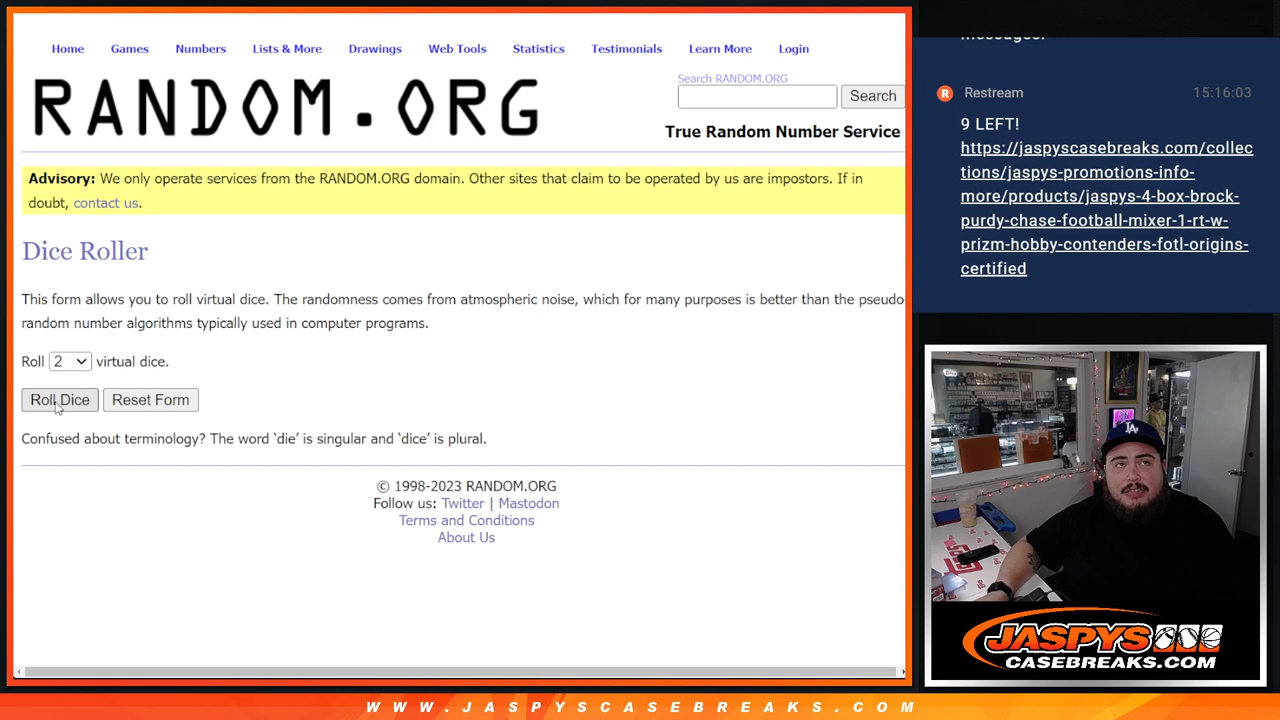 Home Games Numbers Lists & More Drawings Web Tools Statistics Testimonials Learn More Login
RANDOM.ORG
Search RANDOM.ORG
Search
True Random Number Service
Advisory: We only operate services from the RANDOM.ORG domain. Other sites that claim to be operated by us are impostors. If in
doubt, contact us.
Dice Roller
This form allows you to roll virtual dice. The randomness comes from atmospheric noise, which for many purposes is better than the pseudo-
random number algorithms typically used in computer programs.
Roll 2 virtual dice.
Roll Dice Reset Form
Confused about terminology? The word ‘die’ is singular and ‘dice’ is plural.
© 1998-2023 RANDOM.ORG
Follow us: Twitter | Mastodon
Terms and Conditions
About Us
messages.
R Restream 15:16:03
9 LEFT!
https://jaspyscasebreaks.com/collec
tions/jaspys-promotions-info-
more/products/jaspys-4-box-brock-
purdy-chase-football-mixer-1-rt-w-
prizm-hobby-contenders-fotl-origins-
certified
LA
JASPYS
CASEBREAKS.COM
WWW.JASPYSCASEBREAKS.COM